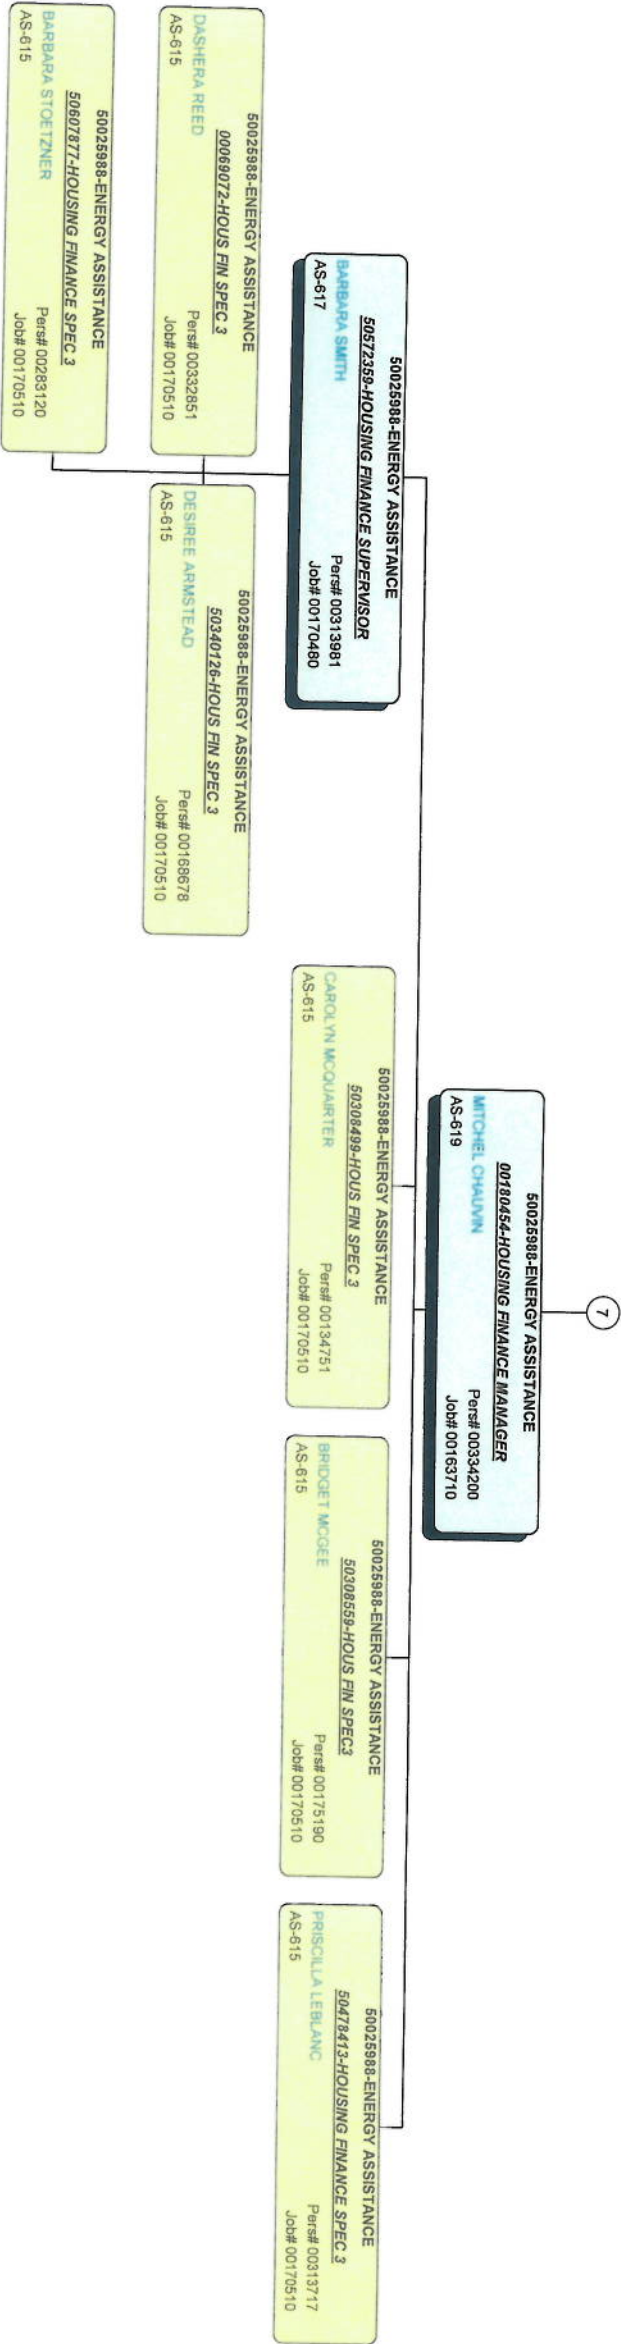 7
50025988-ENERGY ASSISTANCE
00180454-HOUSING FINANCE MANAGER
MITCHEL CHAUVIN
Pers# 00334200
AS-619
Job# 00163710
50025988-ENERGY ASSISTANCE
50572359-HOUSING FINANCE SUPERVISOR
BARBARA SMITH
Pers# 00313981
AS-617
Job# 00170480
50025988-ENERGY ASSISTANCE
50308499-HOUS FIN SPEC 3
CAROLYN MCQUAIRTER
Pers# 00134751
AS-615
Job# 00170510
50025988-ENERGY ASSISTANCE
50308559-HOUS FIN SPEC3
BRIDGET MCGEE
Pers# 00175190
AS-615
Job# 00170510
50025988-ENERGY ASSISTANCE
50478413-HOUSING FINANCE SPEC 3
PRISCILLA LEBLANC
Pers# 00313717
AS-615
Job# 00170510
50025988-ENERGY ASSISTANCE
00069072-HOUS FIN SPEC 3
DASHERA REED
Pers# 00332851
AS-615
Job# 00170510
50025988-ENERGY ASSISTANCE
50340126-HOUS FIN SPEC 3
DESIREE ARMSTEAD
Pers# 00168678
AS-615
Job# 00170510
50025988-ENERGY ASSISTANCE
50607877-HOUSING FINANCE SPEC 3
BARBARA STOETZNER
Pers# 00283120
AS-615
Job# 00170510